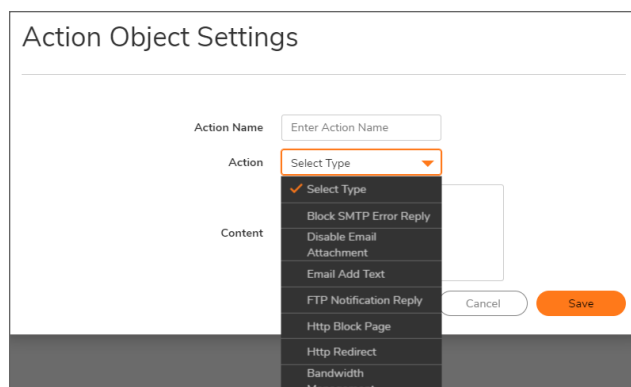 Action Object Settings
Action Name
Enter Action Name
Action
Select Type
Select Type
Block SMTP Error Reply
Content
Disable Email
Attachment
Email Add Text
FTP Notification Reply
Cancel
Save
Http Block Page
Http Redirect
Bandwidth